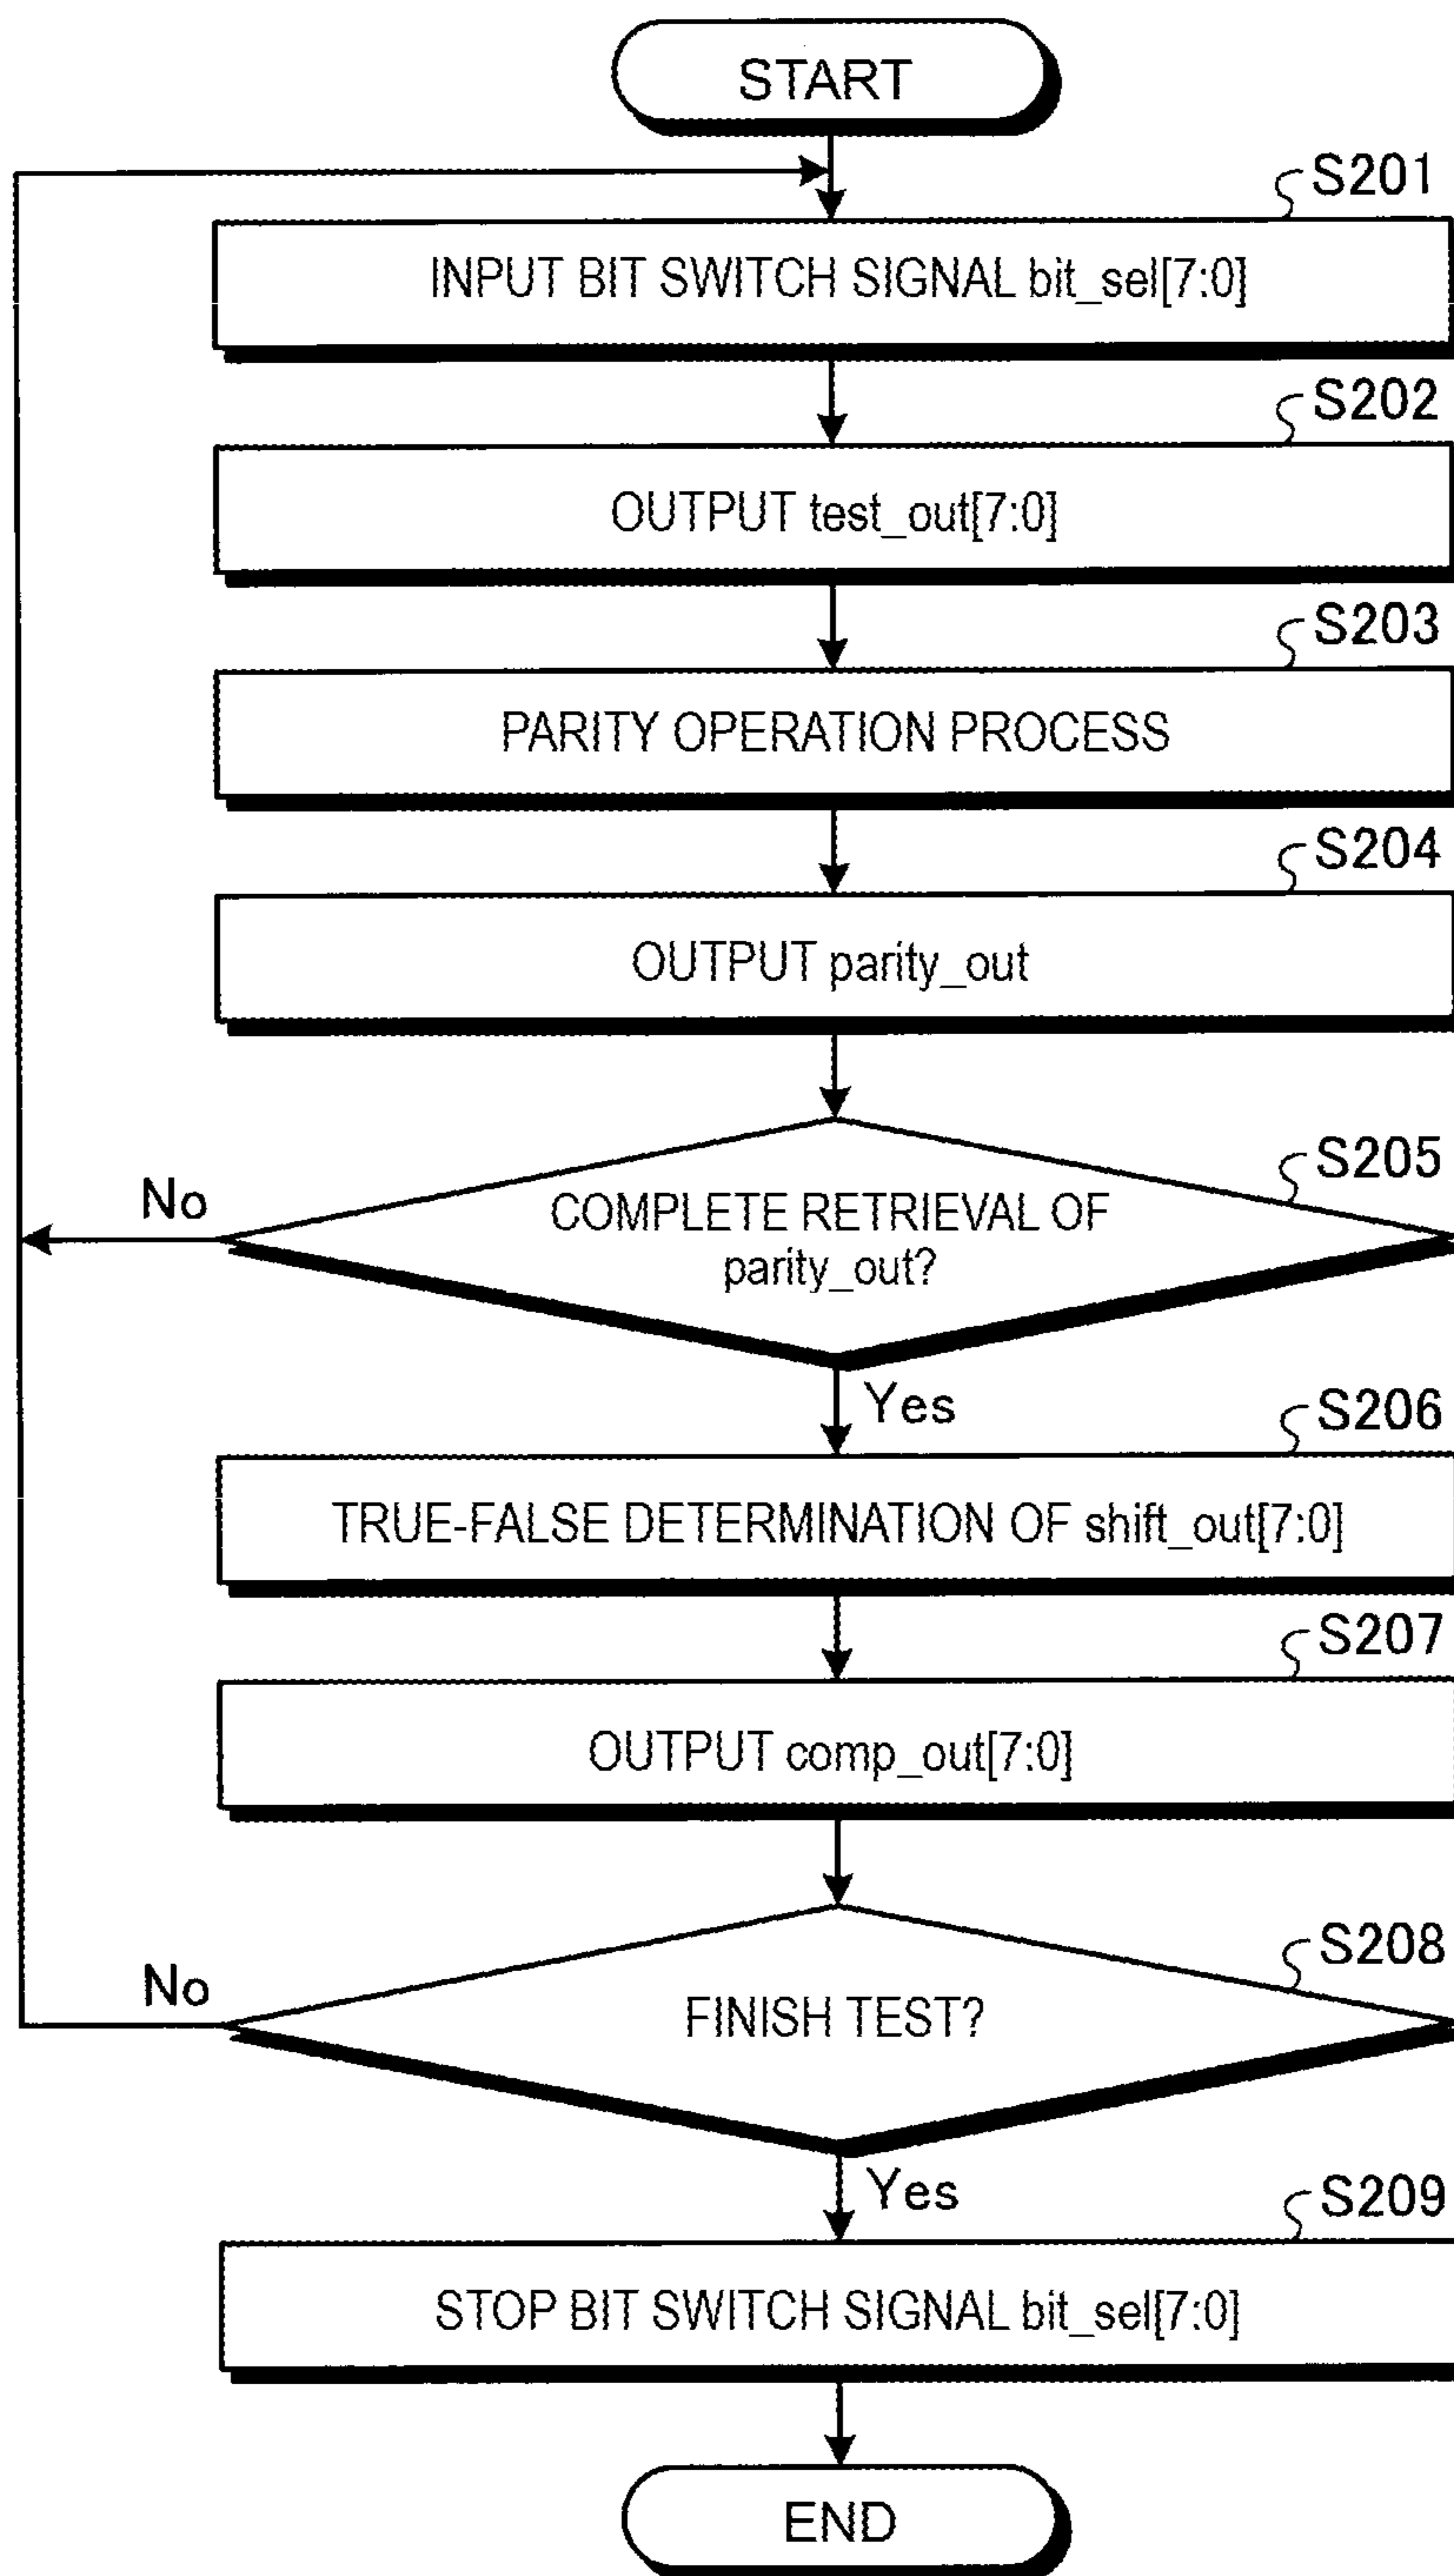 START
S201
INPUT BIT SWITCH SIGNAL bit_sel[7:0]
S202
OUTPUT test_out[7:0]
S203
PARITY OPERATION PROCESS
S204
OUTPUT parity_out
S205
No
COMPLETE RETRIEVAL OF
parity_out?
Yes
S206
TRUE-FALSE DETERMINATION OF shift_out[7:0]
S207
OUTPUT comp_out[7:0]
S208
No
FINISH TEST?
Yes
S209
STOP BIT SWITCH SIGNAL bit_sel[7:0]
END